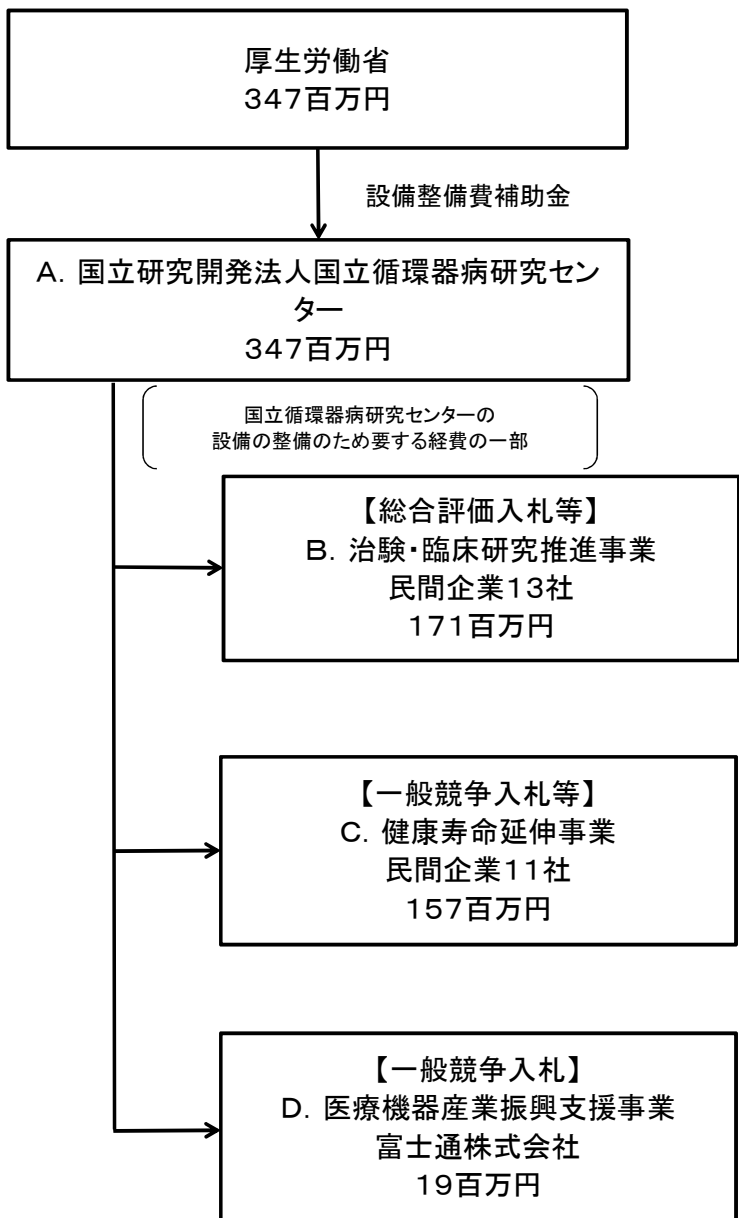 厚生労働省
347百万円
設備整備費補助金
A．国立研究開発法人国立循環器病研究セン
ター
347百万円
国立循環器病研究センターの
設備の整備のため要する経費の一部
【総合評価入札等】
B．治験・臨床研究推進事業
民間企業13社
171百万円
【一般競争入札等】
C．健康寿命延伸事業
民間企業11社
157百万円
【一般競争入札】
D．医療機器産業振興支援事業
富士通株式会社
19百万円